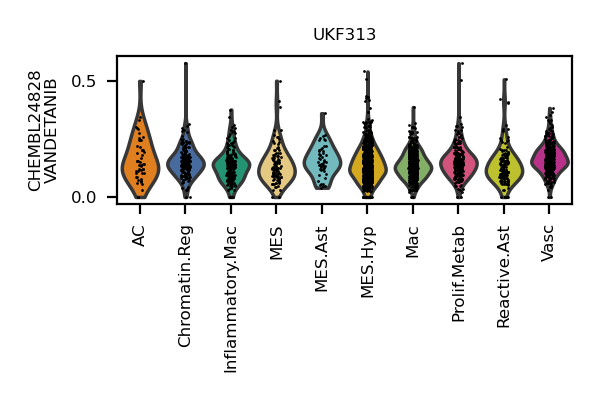 UKF313
CHEMBL24828
VANDETANIB
0.5
0.0
AC
Chromatin.Reg
Inflammatory.Mac
MES
MES.Ast
MES.Hyp
Mac
Prolif.Metab
Reactive.Ast
Vasc